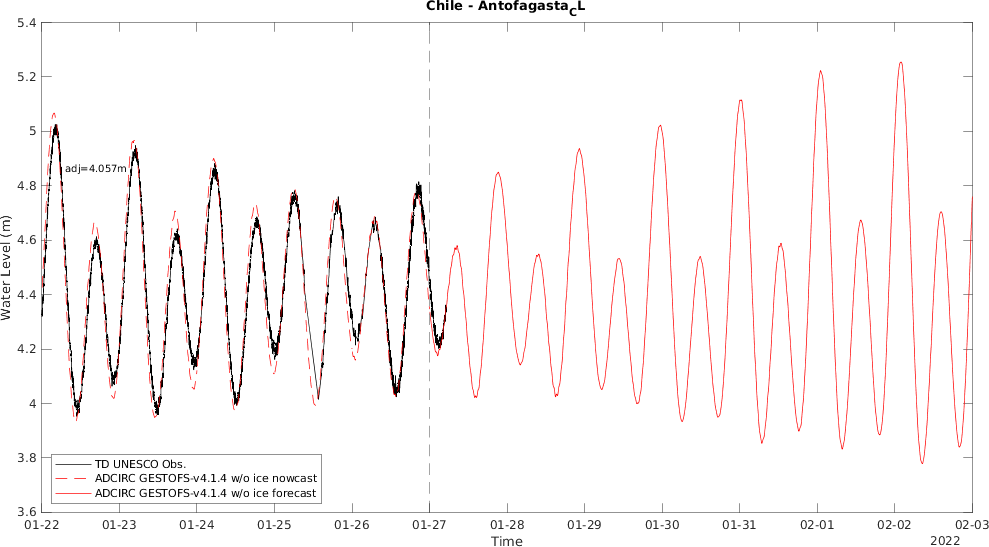 Chile - Antofagasta_CL
5.4
5.2
5
4.8
4.6
4.4
4.2
4
3.8
3.6
Water Level (m)
adj=4.057m
TD UNESCO Obs.
ADCIRC GESTOFS-v4.1.4 w/o ice nowcast
ADCIRC GESTOFS-v4.1.4 w/o ice forecast
01-22 01-23 01-24 01-25 01-26 01-27 01-28 01-29 01-30 01-31 02-01 02-02 02-03
Time
2022